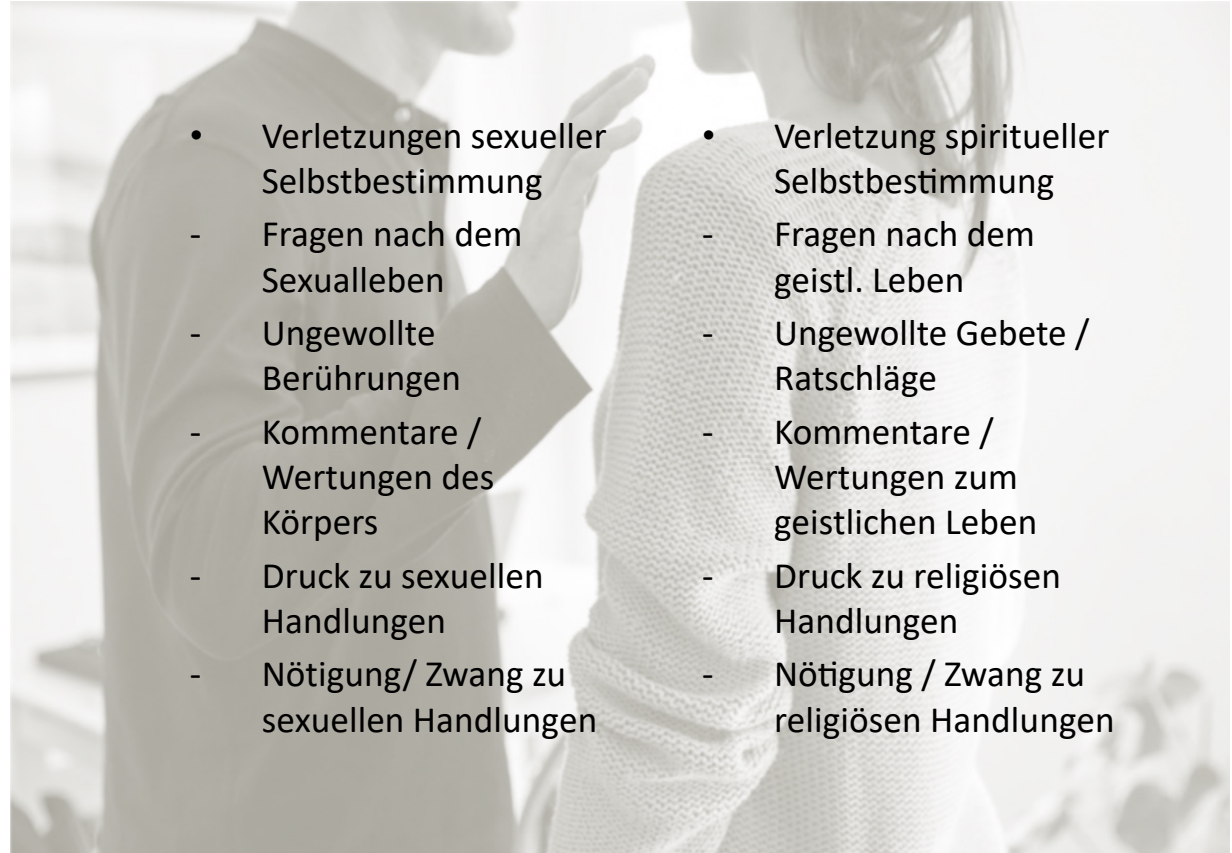 • Verletzungen sexueller
Selbstbestimmung
- Fragen nach dem
Sexualleben
- Ungewollte
Berührungen
- Kommentare /
Wertungen des
Körpers
- Druck zu sexuellen
Handlungen
- Nötigung/ Zwang zu
sexuellen Handlungen
• Verletzung spiritueller
Selbstbestimmung
- Fragen nach dem
geistl. Leben
- Ungewollte Gebete /
Ratschläge
- Kommentare /
Wertungen zum
geistlichen Leben
- Druck zu religiösen
Handlungen
- Nötigung / Zwang zu
religiösen Handlungen